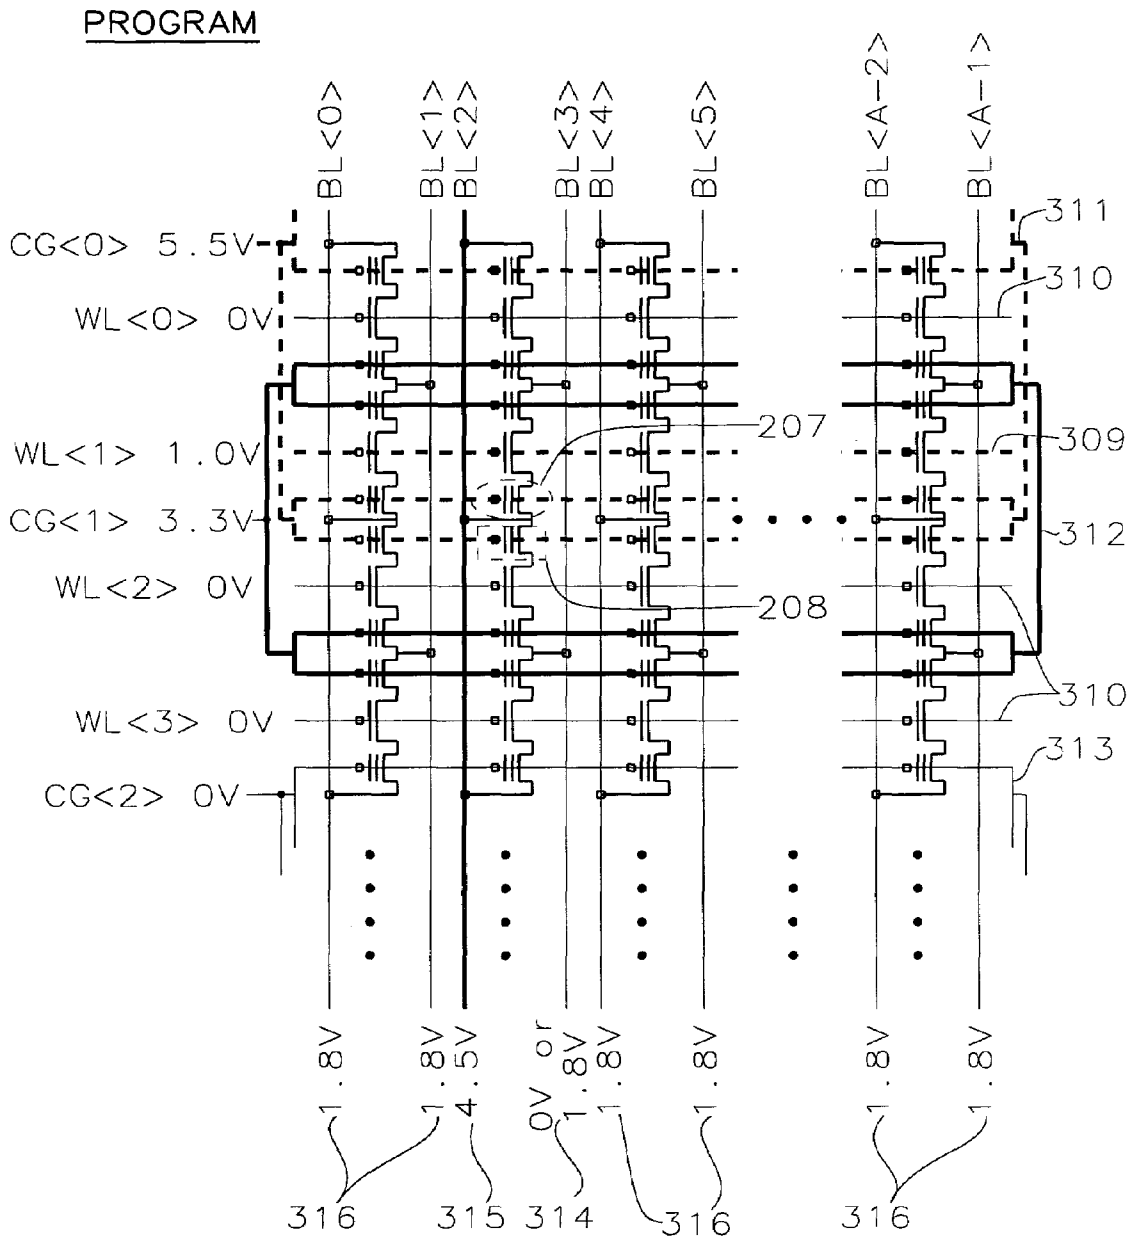 PROGRAM
BL<0>
BL<1>
BL<2>
BL<3>
BL<4>
BL<5>
BL<A-2>
BL<A-1>
CG<0> 5.5V
311
310
WL<0> 0V
207
WL<1> 1.0V
309
CG<1> 3.3V
312
WL<2> 0V
208
310
WL<3> 0V
313
CG<2> 0V
1.8V
1.8V
4.5V
0V or
1.8V
1.8V
1.8V
1.8V
1.8V
316
315
314
316
316